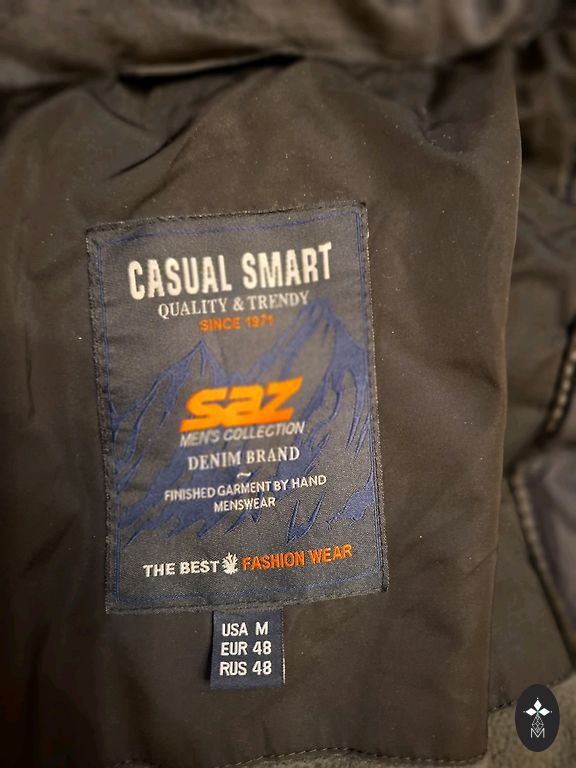 CASUAL SMART
QUALITY & TRENDY
SINCE 1971
saz
MEN'S COLLECTION
DENIM BRAND
~
FINISHED GARMENT BY HAND
MENSWEAR
THE BEST FASHION WEAR
USA M
EUR 48
RUS 48
M